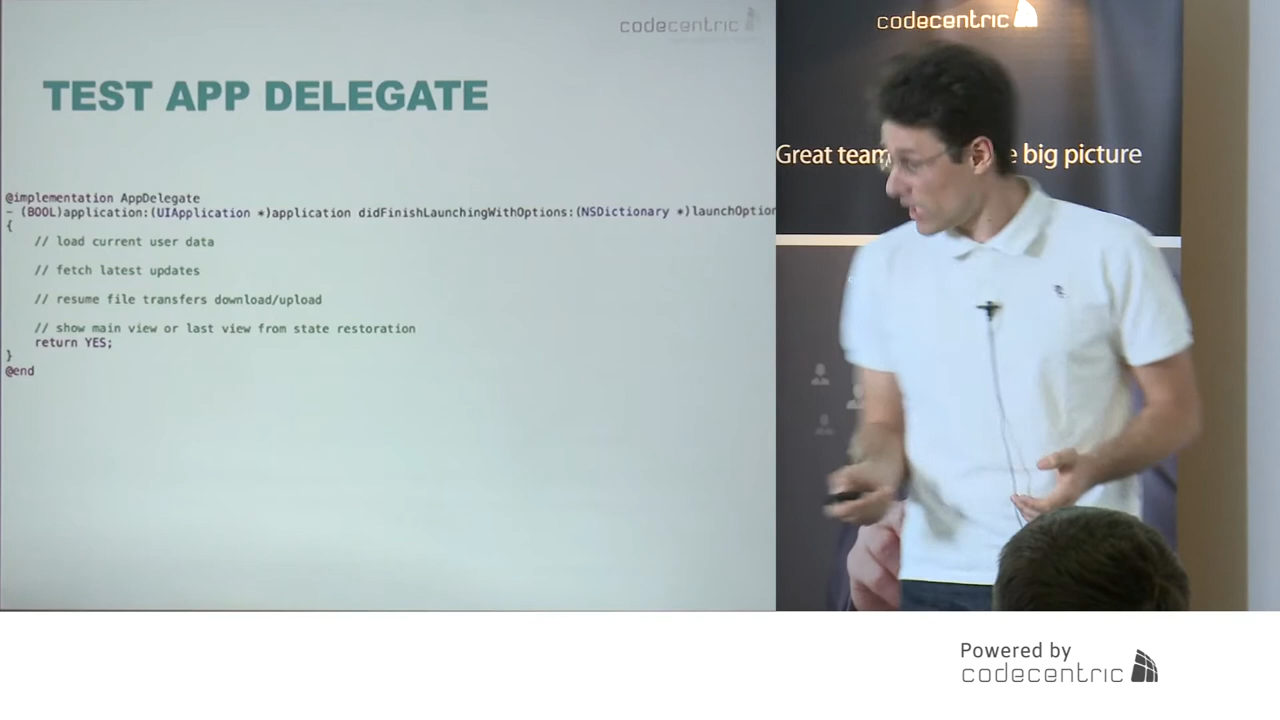 codecentric
TEST APP DELEGATE
@implementation AppDelegate
- (BOOL)application:(UIApplication *)application didFinishLaunchingWithOptions:(NSDictionary *)launchOption
{
// load current user data
// fetch latest updates
// resume file transfers download/upload
// show main view or last view from state restoration
return YES;
}
@end
codecentric
Great team
e big picture
Powered by
codecentric